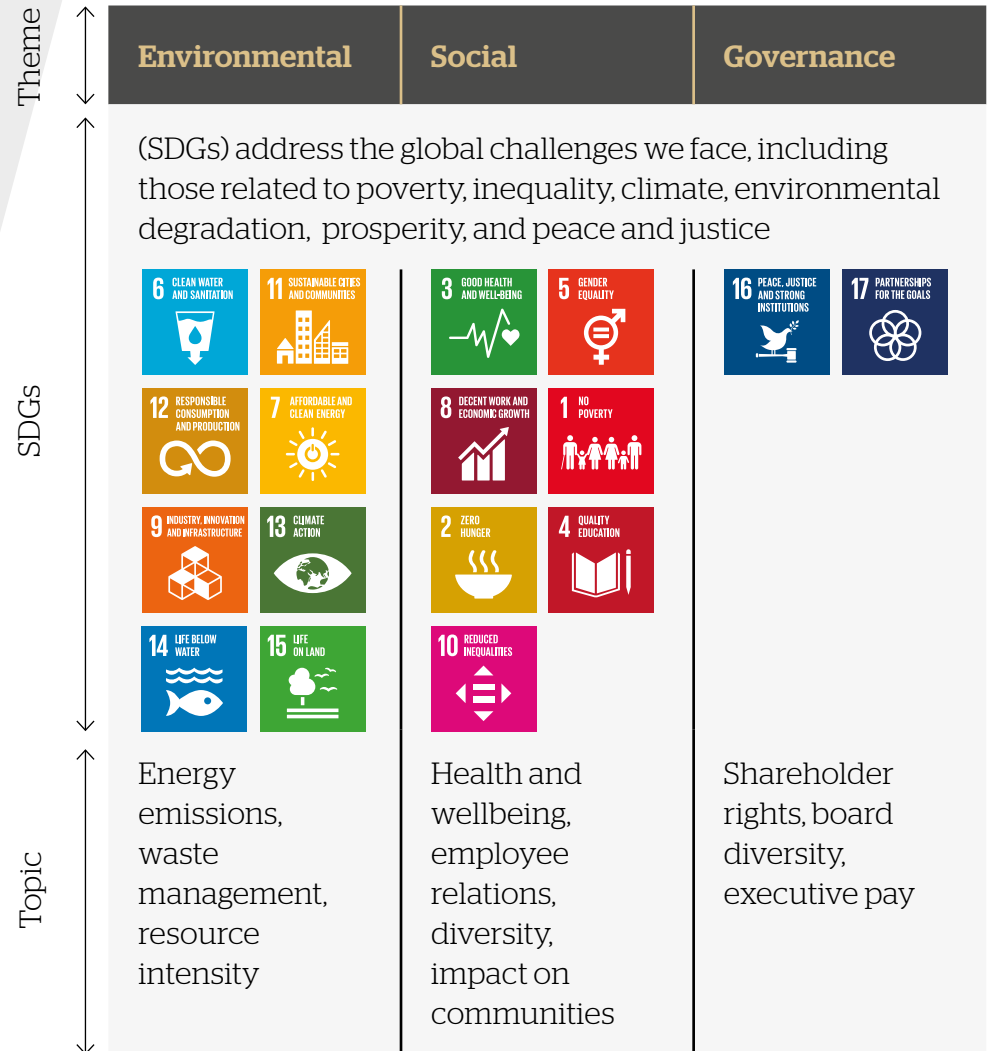 Theme
Environmental
Social
Governance
SDGs
(SDGs) address the global challenges we face, including
those related to poverty, inequality, climate, environmental
degradation, prosperity, and peace and justice
6 CLEAN WATER
AND SANITATION
11 SUSTAINABLE CITIES
AND COMMUNITIES
12 RESPONSIBLE
CONSUMPTION
AND PRODUCTION
7 AFFORDABLE AND
CLEAN ENERGY
9 INDUSTRY, INNOVATION
AND INFRASTRUCTURE
13 CLIMATE
ACTION
14 LIFE BELOW
WATER
15 LIFE
ON LAND
3 GOOD HEALTH
AND WELL-BEING
5 GENDER
EQUALITY
8 DECENT WORK AND
ECONOMIC GROWTH
1 NO
POVERTY
2 ZERO
HUNGER
4 QUALITY
EDUCATION
10 REDUCED
INEQUALITIES
16 PEACE, JUSTICE
AND STRONG
INSTITUTIONS
17 PARTNERSHIPS
FOR THE GOALS
Topic
Energy
emissions,
waste
management,
resource
intensity
Health and
wellbeing,
employee
relations,
diversity,
impact on
communities
Shareholder
rights, board
diversity,
executive pay